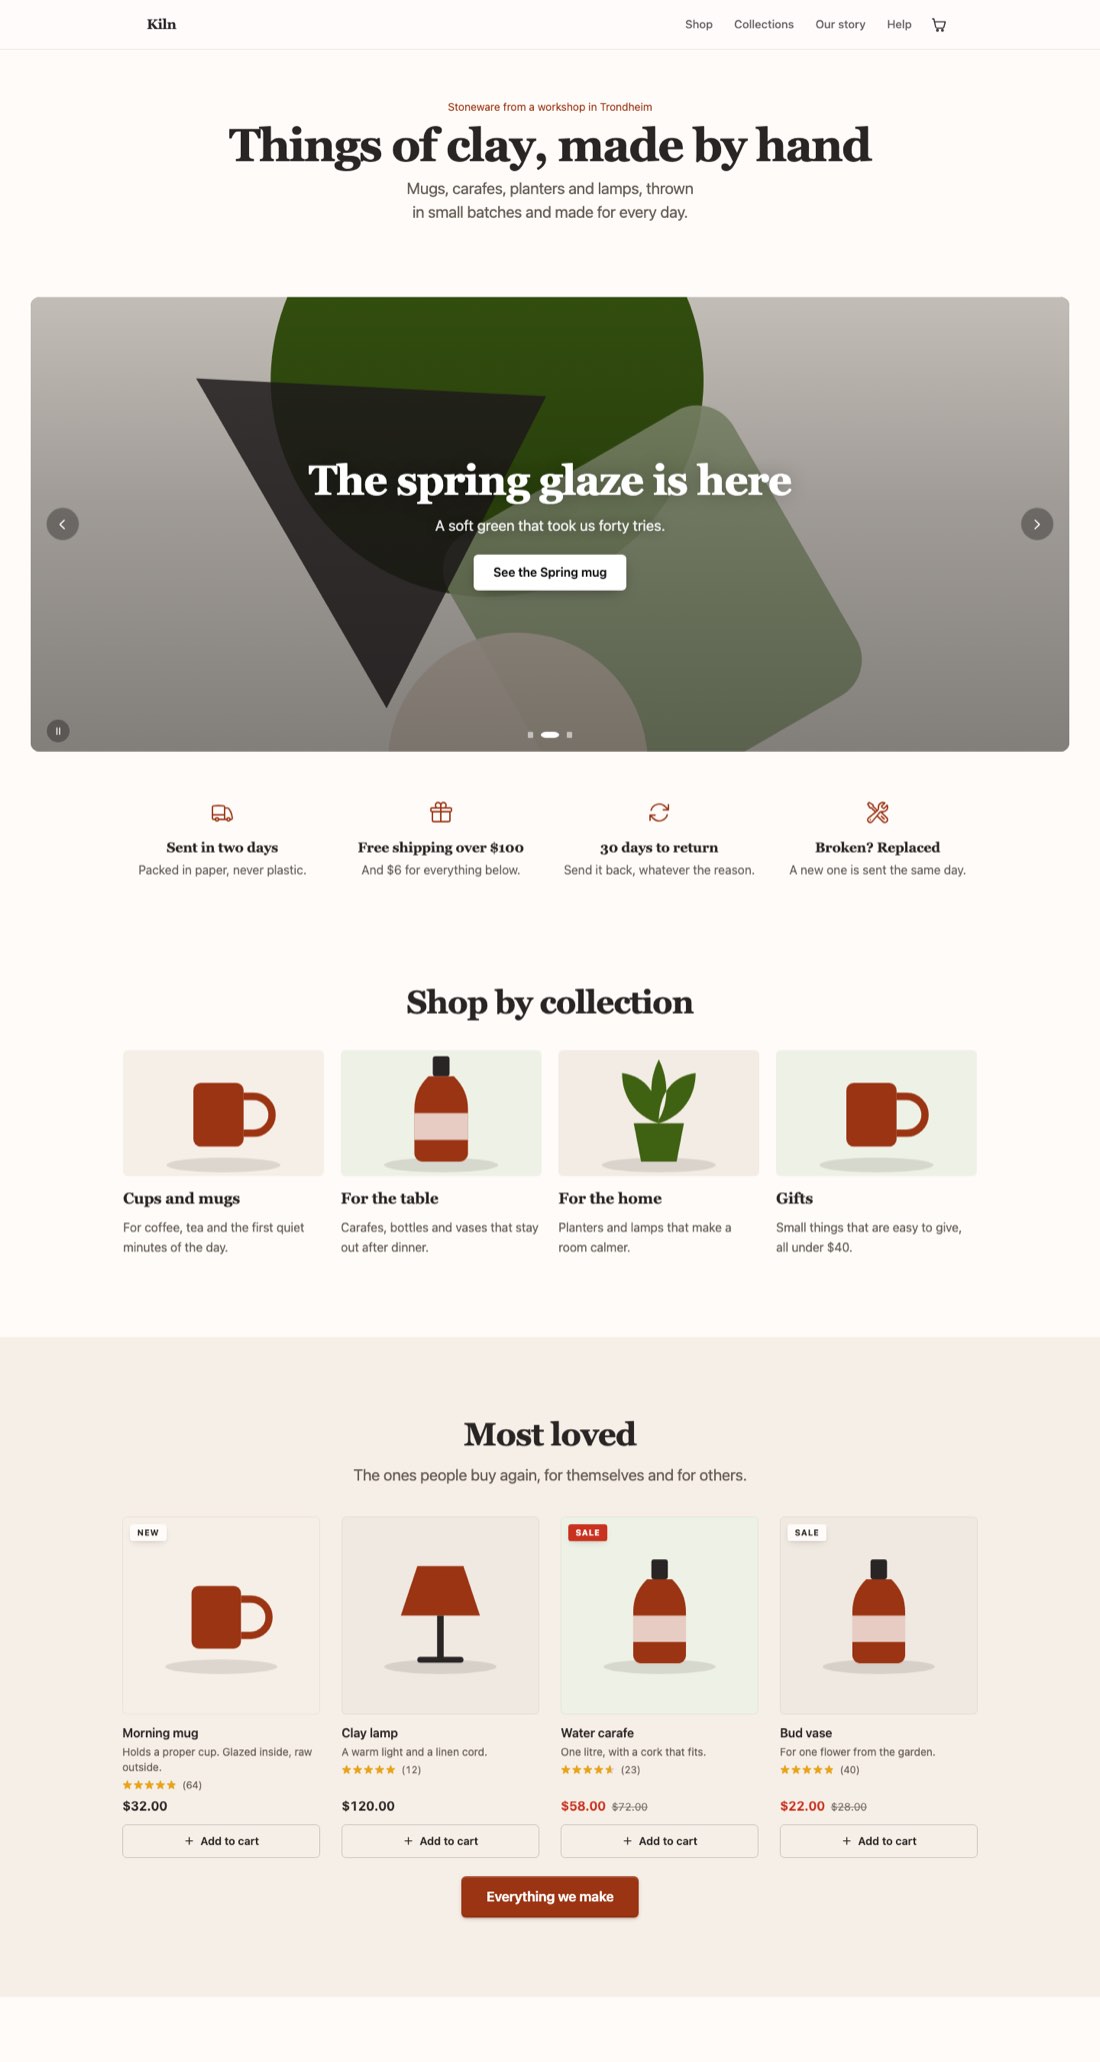 Kiln
Shop
Collections
Our story
Help
Stoneware from a workshop in Trondheim
Things of clay, made by hand
Mugs, carafes, planters and lamps, thrown
in small batches and made for every day.
The spring glaze is here
A soft green that took us forty tries.
See the Spring mug
Sent in two days
Packed in paper, never plastic.
Free shipping over $100
And $6 for everything below.
30 days to return
Send it back, whatever the reason.
Broken? Replaced
A new one is sent the same day.
Shop by collection
Cups and mugs
For coffee, tea and the first quiet
minutes of the day.
For the table
Carafes, bottles and vases that stay
out after dinner.
For the home
Planters and lamps that make a
room calmer.
Gifts
Small things that are easy to give,
all under $40.
Most loved
The ones people buy again, for themselves and for others.
NEW
Morning mug
Holds a proper cup. Glazed inside, raw
outside.
(64)
$32.00
+ Add to cart
Clay lamp
A warm light and a linen cord.
(12)
$120.00
+ Add to cart
SALE
Water carafe
One litre, with a cork that fits.
(23)
$58.00 $72.00
+ Add to cart
SALE
Bud vase
For one flower from the garden.
(40)
$22.00 $28.00
+ Add to cart
Everything we make